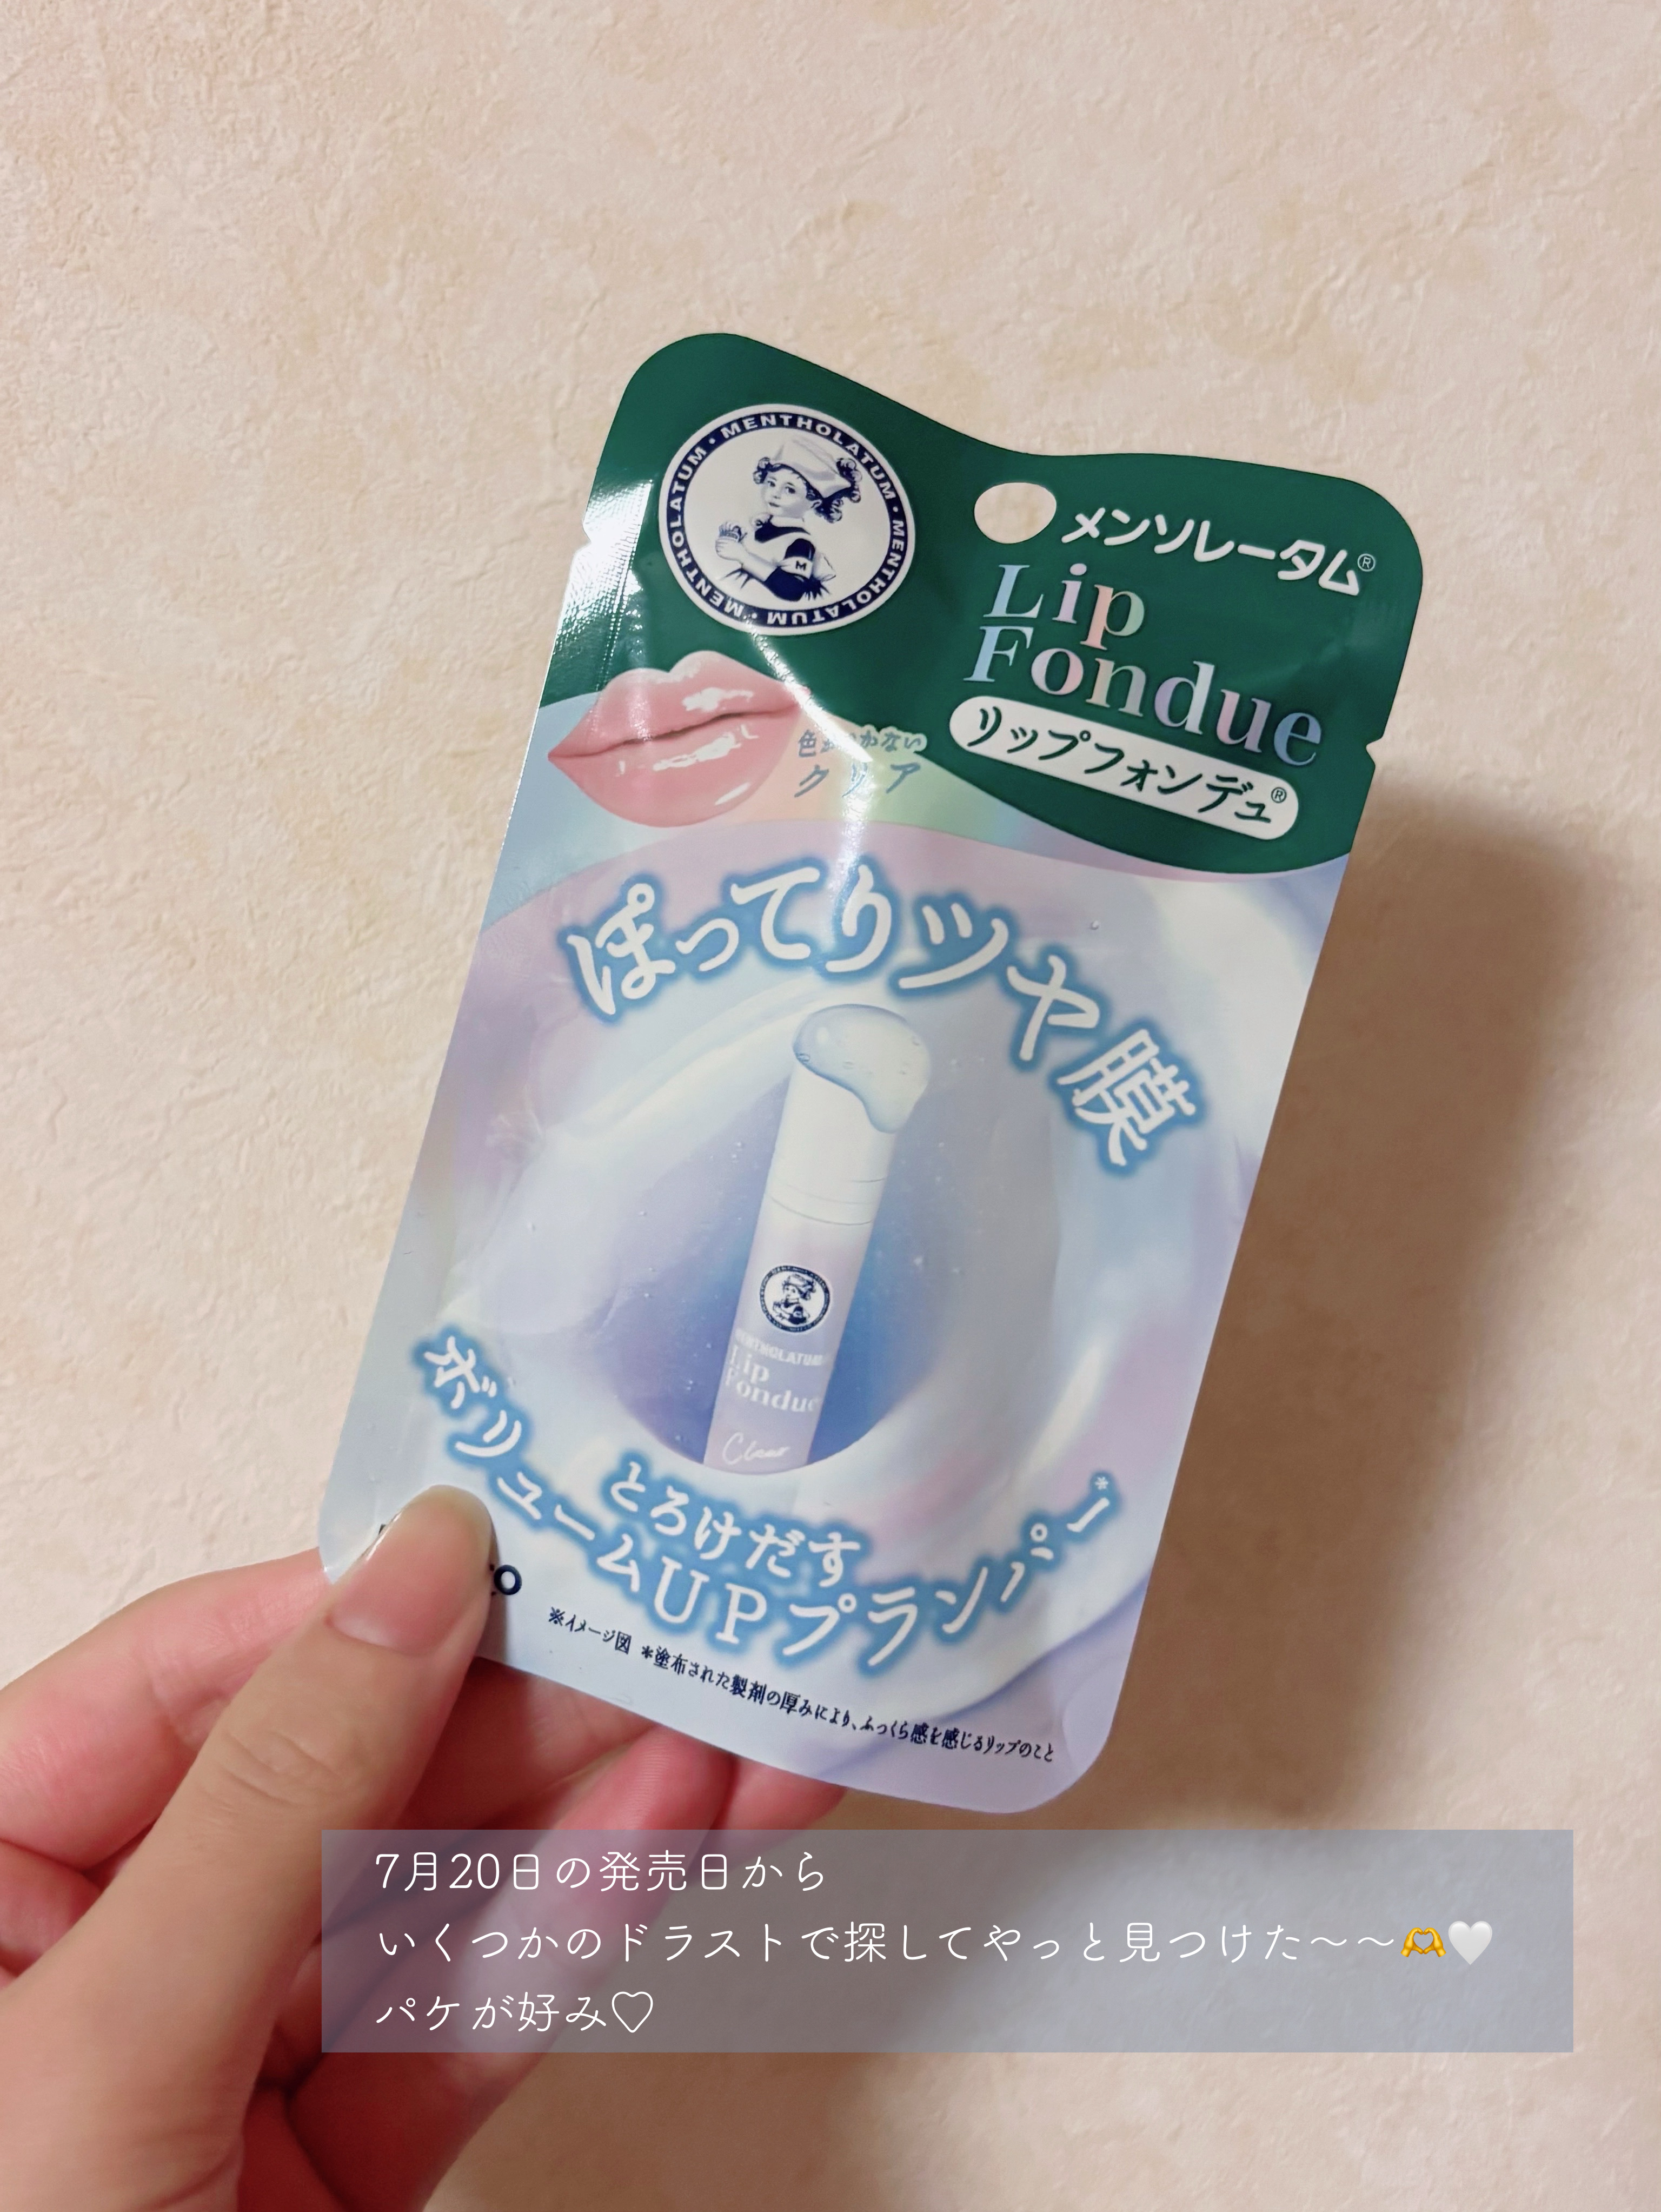 MENTHOLATUM・MENTHOLATUM・MENTHOLATUM・
M
メンソレータム®
Lip
Fondue
リップフォンデュ®
クリア
ぽってりツヤ膜
MENTHOLATUM
Lip
Fondue
Clear
とろけだす
ボリュームUPプランパー*
※イメージ図 *塗布された製剤の厚みにより、ふっくら感を感じるリップのこと
7月20日の発売日から
いくつかのドラストで探してやっと見つけた〜〜🫶🤍
パケが好み♡